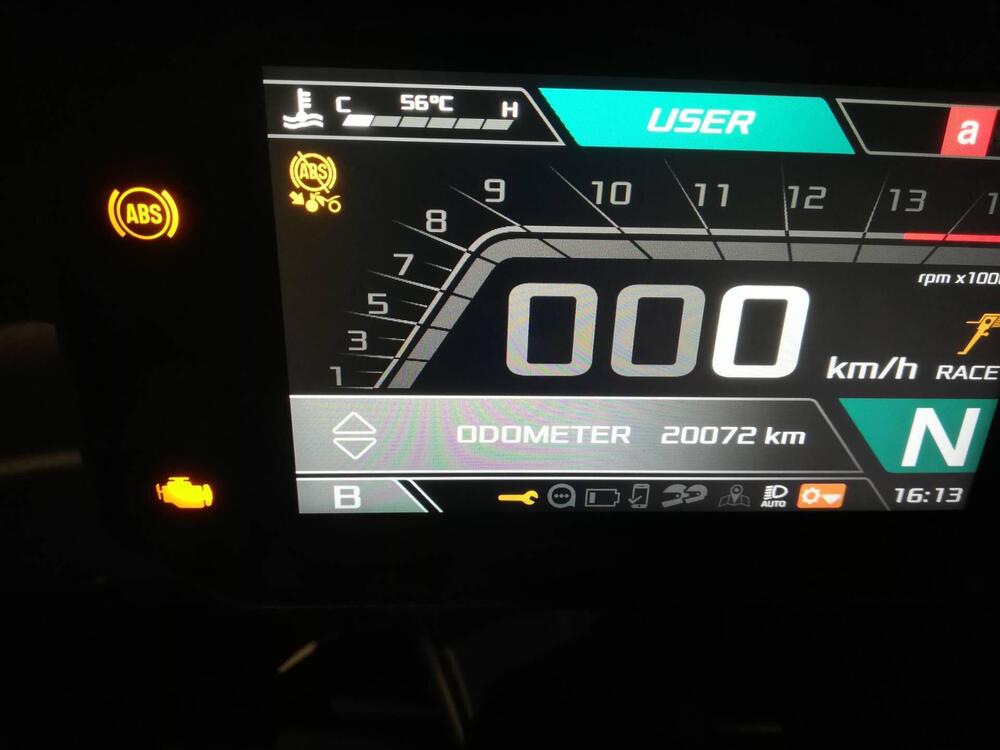 C 56°C H
USER
a
ABS
ABS
1 3 5 7 8 9 10 11 12 13
rpm x100
000
km/h
RACE
ODOMETER 20072 km
N
B
AUTO
16:13